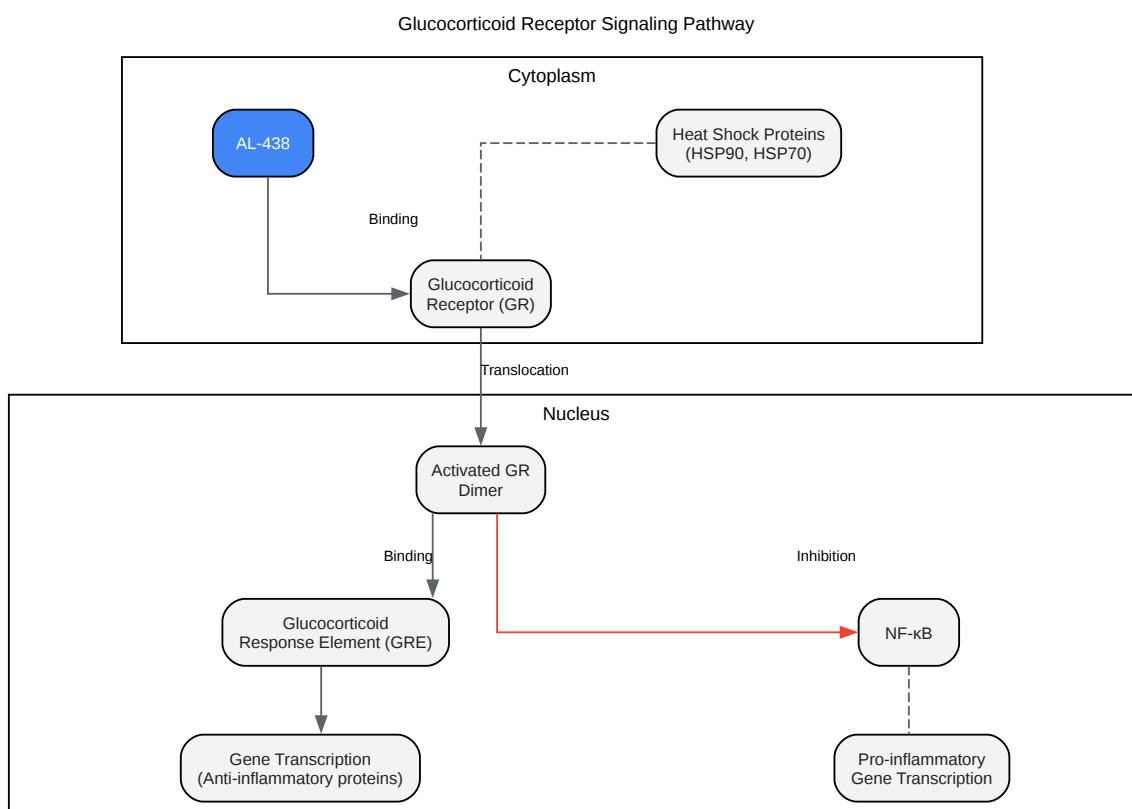 Glucocorticoid Receptor Signaling Pathway
Cytoplasm
AL-438
Heat Shock Proteins
(HSP90, HSP70)
Binding
Glucocorticoid
Receptor (GR)
Translocation
Nucleus
Activated GR
Dimer
Binding
Inhibition
Glucocorticoid
Response Element (GRE)
NF-κB
Gene Transcription
(Anti-inflammatory proteins)
Pro-inflammatory
Gene Transcription